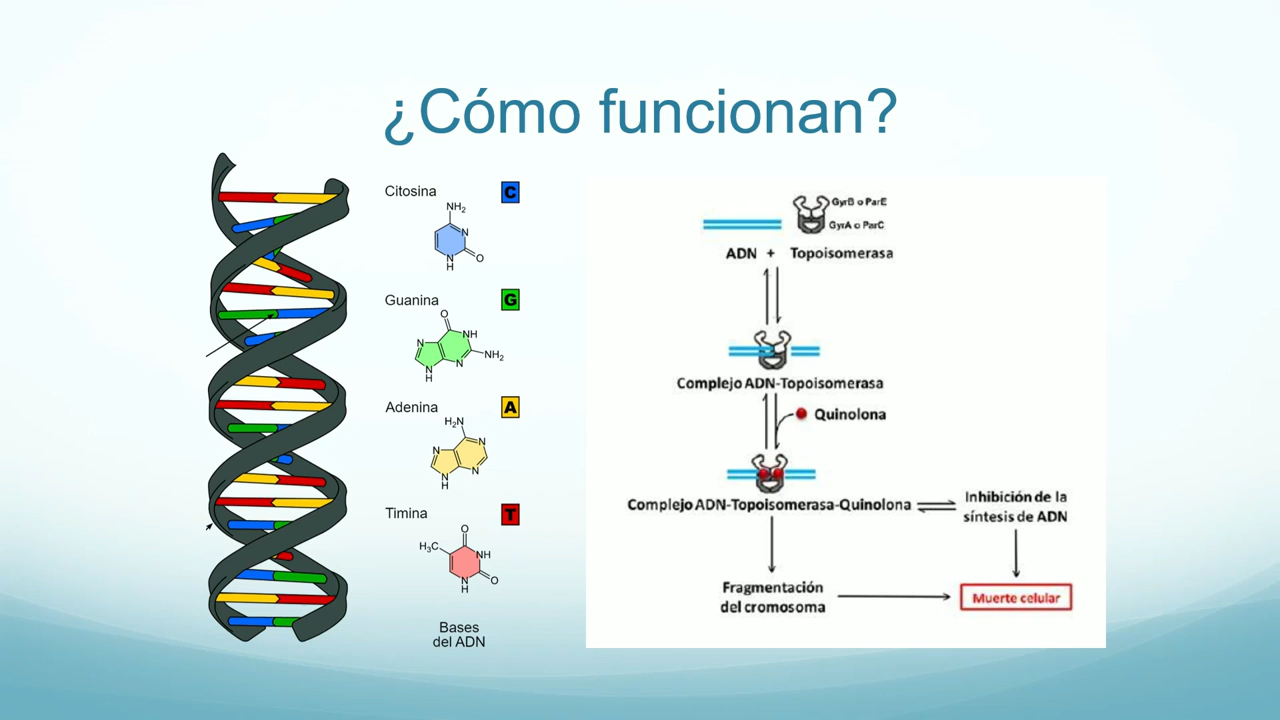 ¿Cómo funcionan?
Citosina
C
NH₂
N
N
O
H
Guanina
G
O
N
NH
N
N
NH₂
H
Adenina
A
H₂N
N
N
N
N
H
Timina
T
O
H₃C
NH
N
O
H
Bases
del ADN
GyrB o ParE
GyrA o ParC
ADN + Topoisomerasa
Complejo ADN-Topoisomerasa
Quinolona
Complejo ADN-Topoisomerasa-Quinolona
Inhibición de la
síntesis de ADN
Fragmentación
del cromosoma
Muerte celular